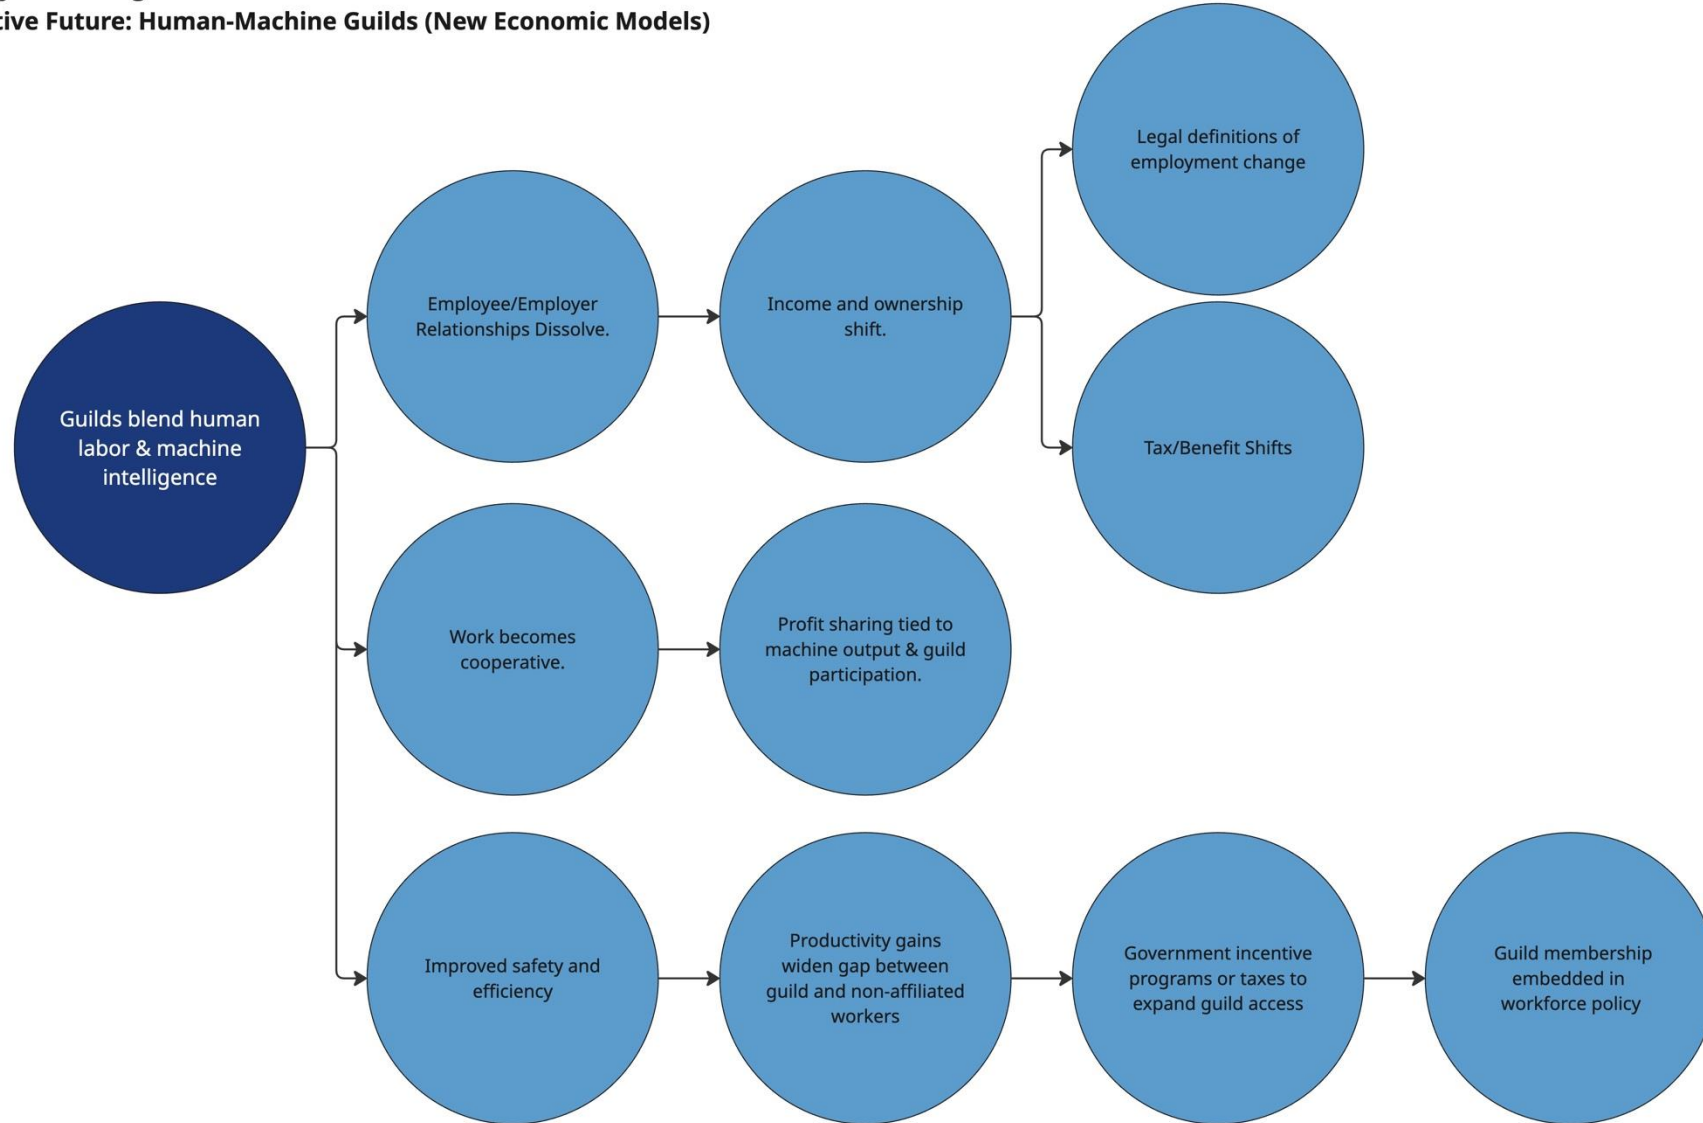 tive Future: Human-Machine Guilds (New Economic Models)
Legal definitions of
employment change
Employee/Employer
Relationships Dissolve.
Income and ownership
shift.
Guilds blend human
labor & machine
intelligence
Tax/Benefit Shifts
Work becomes
cooperative.
Profit sharing tied to
machine output & guild
participation.
Improved safety and
efficiency
Productivity gains
widen gap between
guild and non-affiliated
workers
Government incentive
programs or taxes to
expand guild access
Guild membership
embedded in
workforce policy